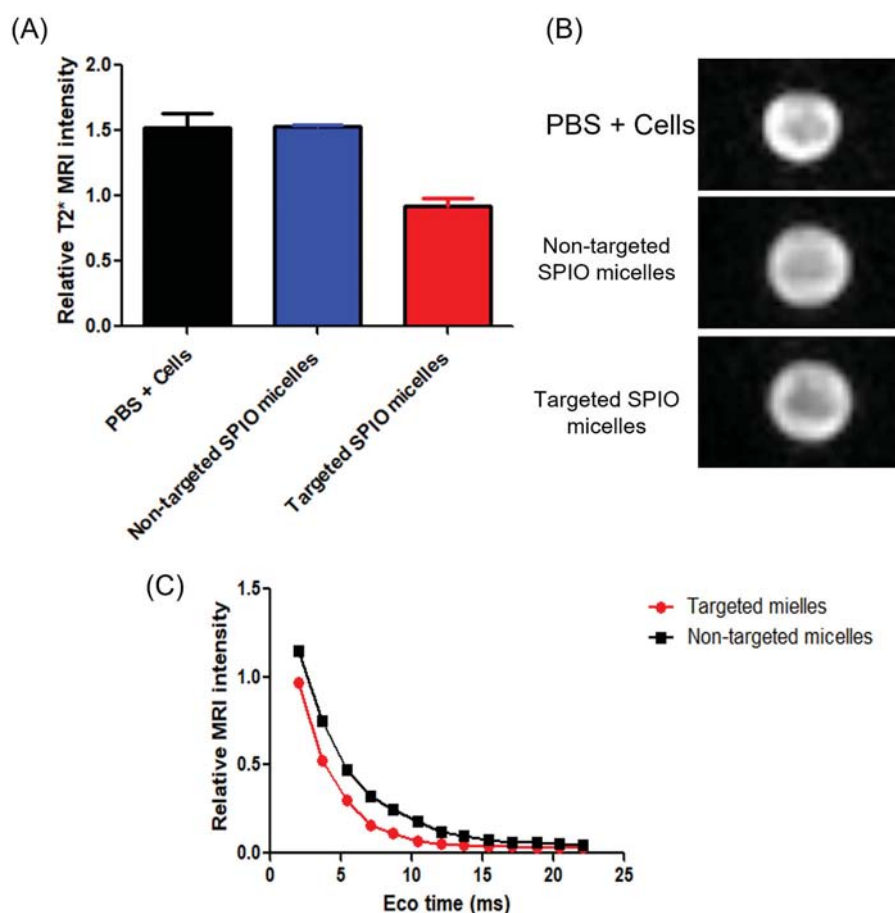 (A)
Relative T2* MRI intensity
2.0
1.5
1.0
0.5
0.0
PBS + Cells
Non-targeted SPIO micelles
Targeted SPIO micelles
(B)
PBS + Cells
Non-targeted
SPIO micelles
Targeted SPIO
micelles
(C)
Relative MRI intensity
1.5
1.0
0.5
0.0
0
5
10
15
20
25
Eco time (ms)
Targeted mielles
Non-targeted micelles